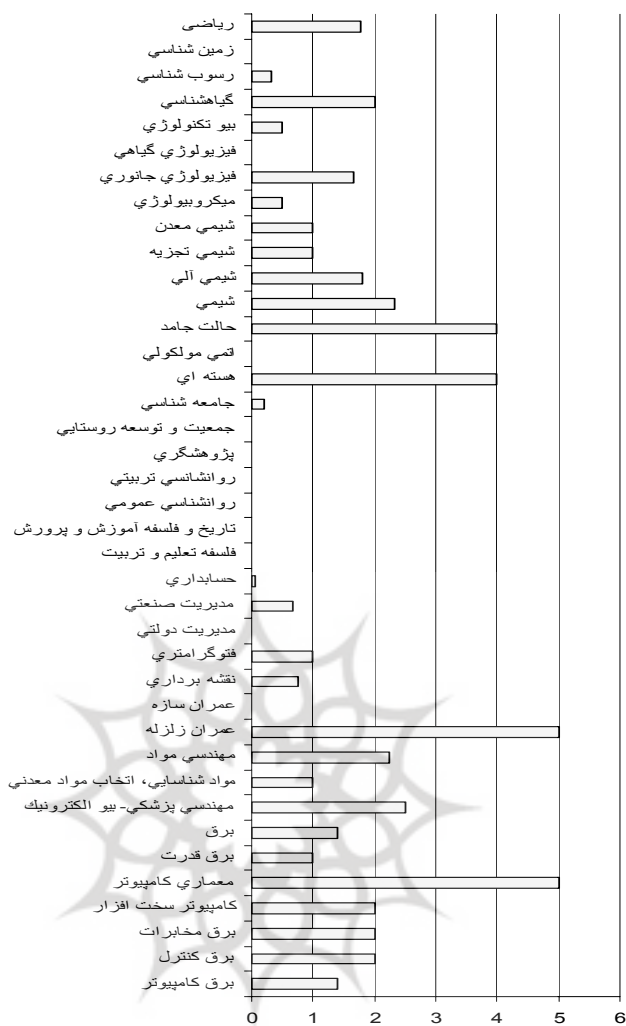 ریاضی
زمين شناسي
رسوب شناسي
گياهشناسي
بيو تكنولوژي
فيزيولوژي گياهي
فيزيولوژي جانوري
ميكروبيولوژي
شيمي معدن
شيمي تجزيه
شيمي آلي
شيمي
حالت جامد
اتمي مولكولي
هسته اي
جامعه شناسي
جمعيت و توسعه روستايي
پژوهشگري
روانشانسي تربيتي
روانشناسي عمومي
تاريخ و فلسفه آموزش و پرورش
فلسفه تعليم و تربيت
حسابداري
مديريت صنعتي
مديريت دولتي
فتوگرامتري
نقشه برداري
عمران سازه
عمران زلزله
مهندسي مواد
مواد شناسايي، اتخاب مواد معدني
مهندسي پزشكي- بيو الكترونيك
برق
برق قدرت
معماري كامپيوتر
كامپيوتر سخت افزار
برق مخابرات
برق كنترل
برق كامپيوتر
0 1 2 3 4 5 6